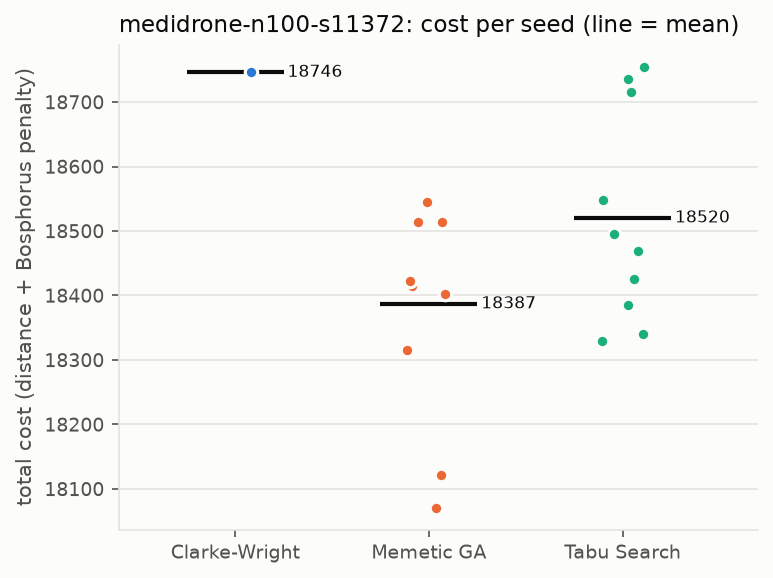 medidrone-n100-s11372: cost per seed (line = mean)
total cost (distance + Bosphorus penalty)
18700
18600
18500
18400
18300
18200
18100
18746
18387
18520
Clarke-Wright
Memetic GA
Tabu Search